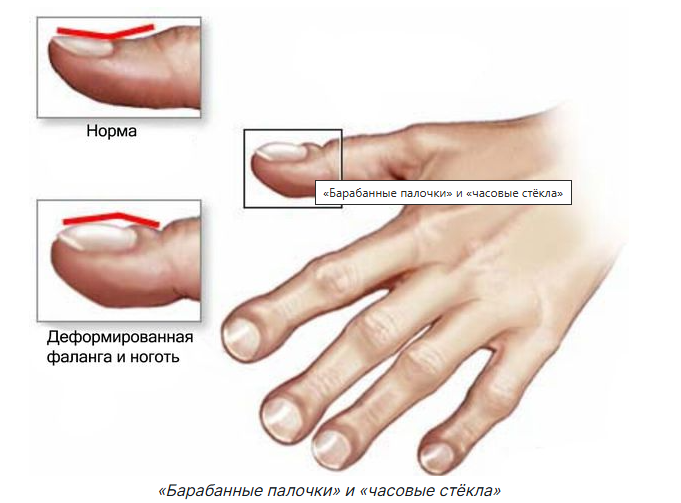 Норма
«Барабанные палочки» и «часовые стёкла»
Деформированная
фаланга и ноготь
«Барабанные палочки» и «часовые стёкла»